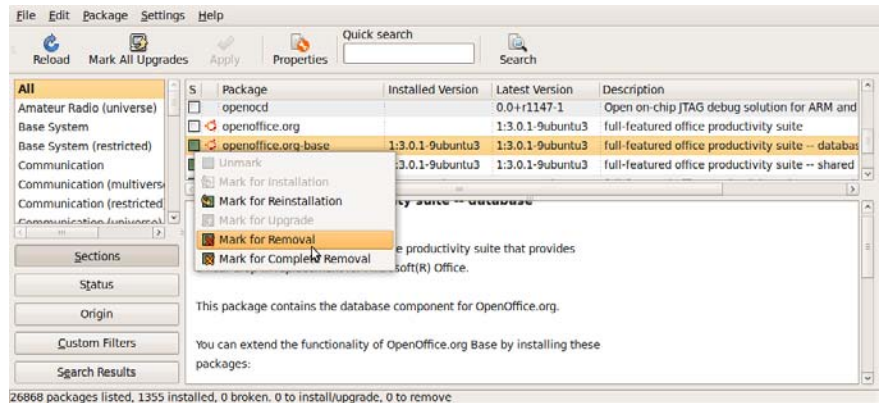 File Edit Package Settings Help
Quick search
Reload Mark All Upgrades Apply Properties Search
All
Amateur Radio (universe)
Base System
Base System (restricted)
Communication
Communication (multivers
Communication (restricted
S Package Installed Version Latest Version Description
openocd 0.0+r1147-1 Open on-chip JTAG debug solution for ARM and
openoffice.org 1:3.0.1-9ubuntu3 full-featured office productivity suite
openoffice.org-base 1:3.0.1-9ubuntu3 1:3.0.1-9ubuntu3 full-featured office productivity suite -- databas
:3.0.1-9ubuntu3 1:3.0.1-9ubuntu3 full-featured office productivity suite -- shared
Unmark
Mark for Installation
Mark for Reinstallation
Mark for Upgrade
Mark for Removal
Mark for Complete Removal
ty suite -- database
e productivity suite that provides
soft(R) Office.
This package contains the database component for OpenOffice.org.
You can extend the functionality of OpenOffice.org Base by installing these
packages:
Sections
Status
Origin
Custom Filters
Search Results
26868 packages listed, 1355 installed, 0 broken. 0 to install/upgrade, 0 to remove